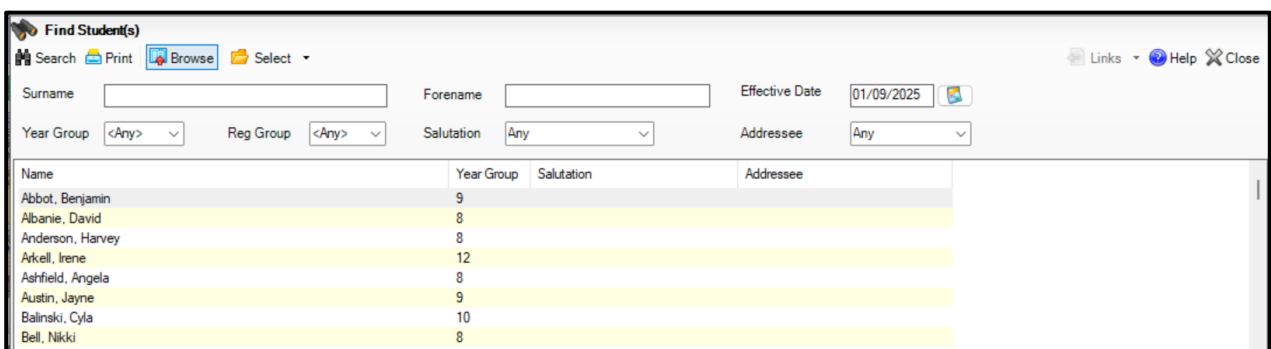 Find Student(s)
Search Print Browse Select Links Help Close
Surname Forename Effective Date 01/09/2025
Year Group <Any> Reg Group <Any> Salutation Any Addressee Any
Name Year Group Salutation Addressee
Abbot, Benjamin 9
Albanie, David 8
Anderson, Harvey 8
Arkell, Irene 12
Ashfield, Angela 8
Austin, Jayne 9
Balinski, Cyla 10
Bell, Nikki 8